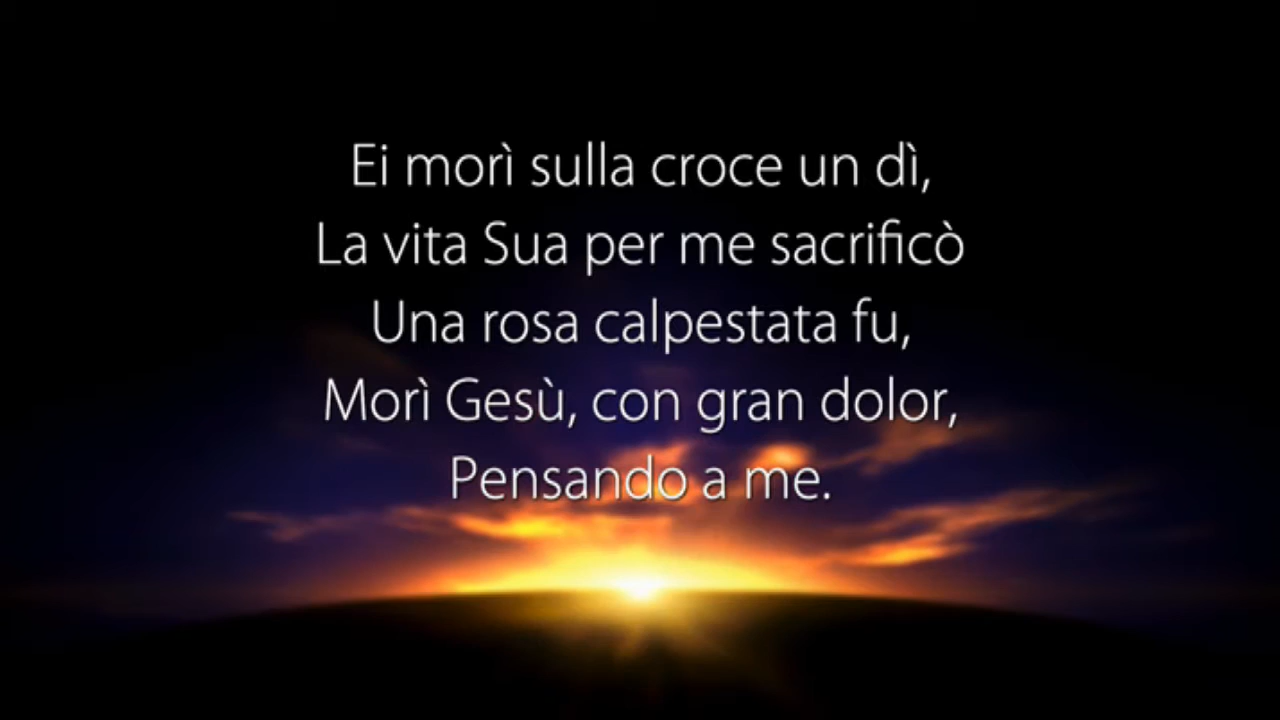 Ei morì sulla croce un dì,
La vita Sua per me sacrificò
Una rosa calpestata fu,
Morì Gesù, con gran dolor,
Pensando a me.